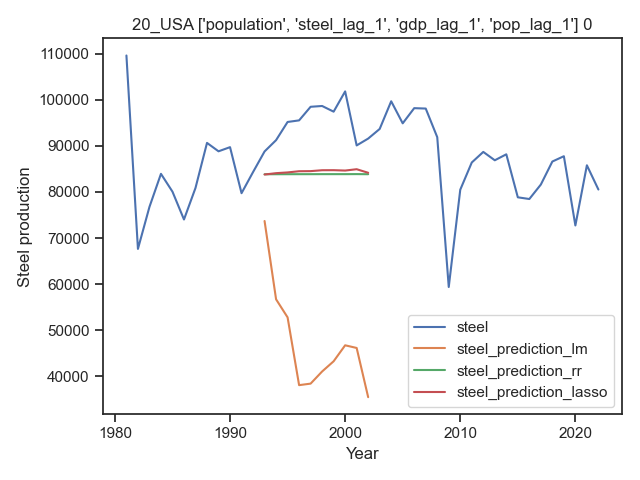 20_USA ['population', 'steel_lag_1', 'gdp_lag_1', 'pop_lag_1'] 0
110000
100000
90000
80000
70000
60000
50000
40000
Steel production
1980
1990
2000
2010
2020
Year
steel
steel_prediction_lm
steel_prediction_rr
steel_prediction_lasso